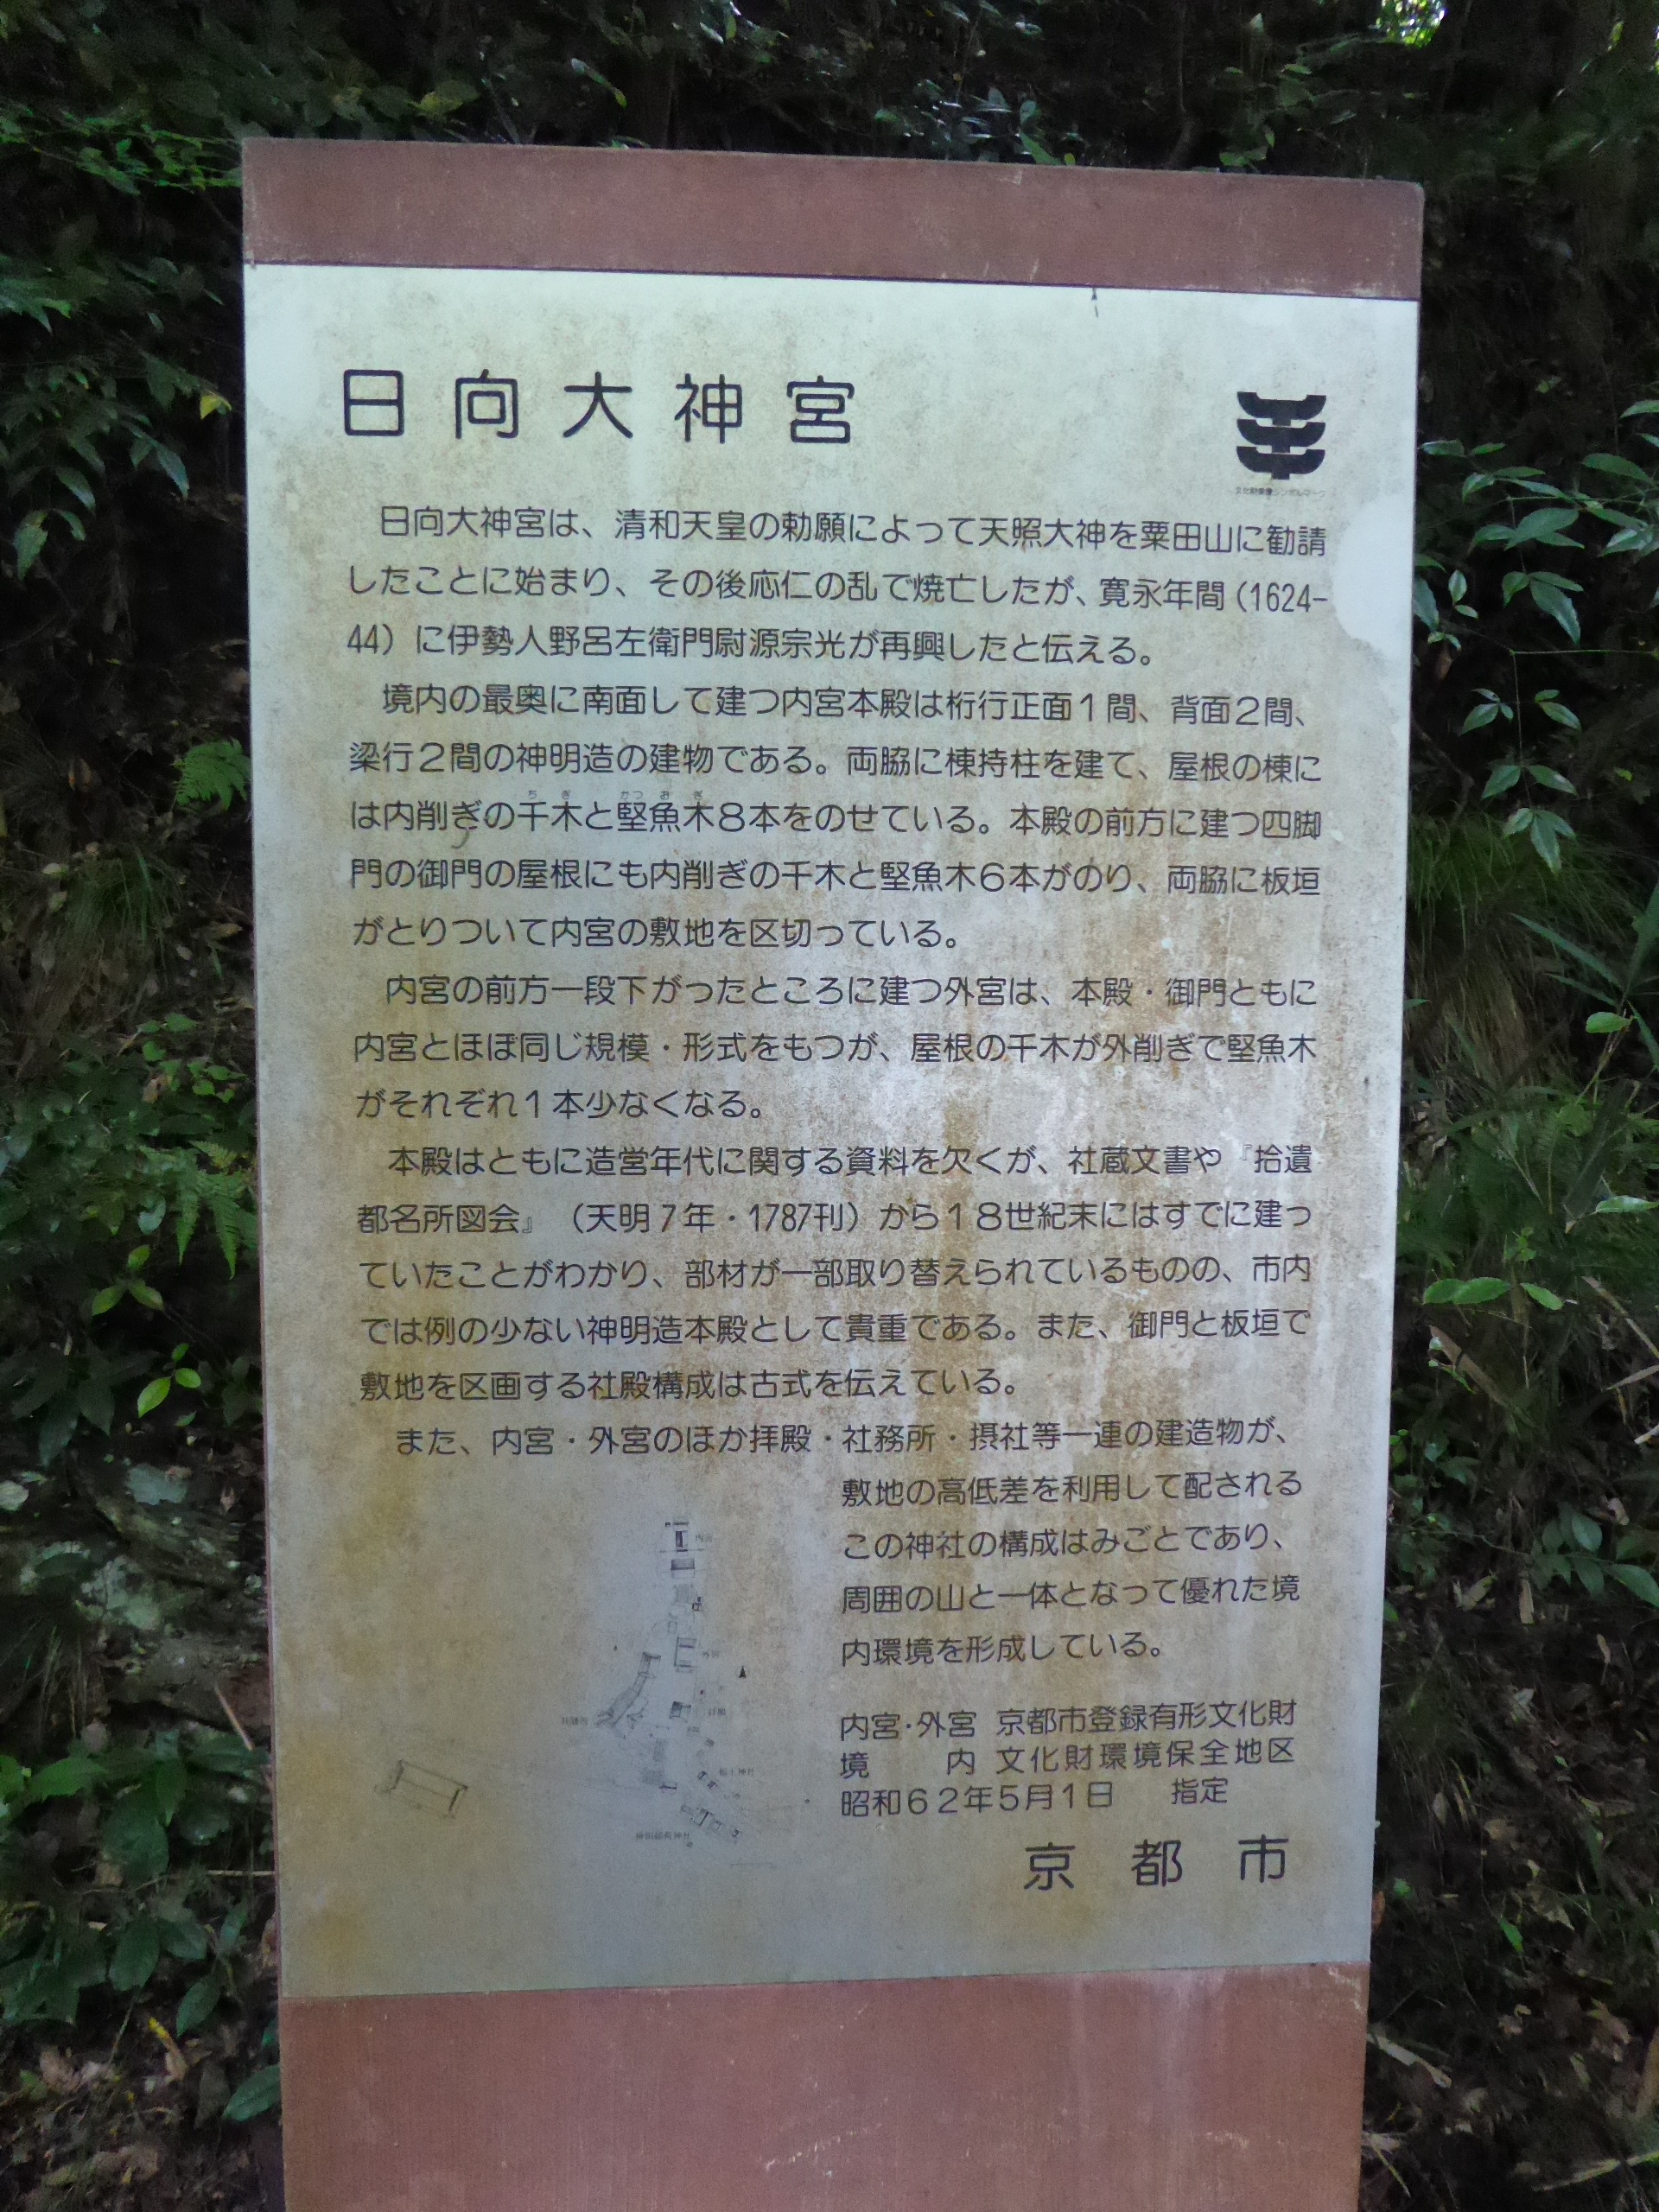 日向大神宮
文化財愛護シンボルマーク
日向大神宮は、清和天皇の勅願によって天照大神を粟田山に勧請
したことに始まり、その後応仁の乱で焼亡したが、寛永年間(1624-
44)に伊勢人野呂左衛門尉源宗光が再興したと伝える。
境内の最奥に南面して建つ内宮本殿は桁行正面1間、背面2間、
梁行2間の神明造の建物である。両脇に棟持柱を建て、屋根の棟に
ちぎ かつおぎ
は内削ぎの千木と堅魚木8本をのせている。本殿の前方に建つ四脚
門の御門の屋根にも内削ぎの千木と堅魚木6本がのり、両脇に板垣
がとりついて内宮の敷地を区切っている。
内宮の前方一段下がったところに建つ外宮は、本殿・御門ともに
内宮とほぼ同じ規模・形式をもつが、屋根の千木が外削ぎで堅魚木
がそれぞれ1本少なくなる。
本殿はともに造営年代に関する資料を欠くが、社蔵文書や『拾遺
都名所図会』(天明7年・1787刊)から18世紀末にはすでに建っ
ていたことがわかり、部材が一部取り替えられているものの、市内
では例の少ない神明造本殿として貴重である。また、御門と板垣で
敷地を区画する社殿構成は古式を伝えている。
また、内宮・外宮のほか拝殿・社務所・摂社等一連の建造物が、
敷地の高低差を利用して配される
この神社の構成はみごとであり、
周囲の山と一体となって優れた境
内環境を形成している。
内宮
外宮
内宮・外宮 京都市登録有形文化財
境 内 文化財環境保全地区
昭和62年5月1日 指定
京都市